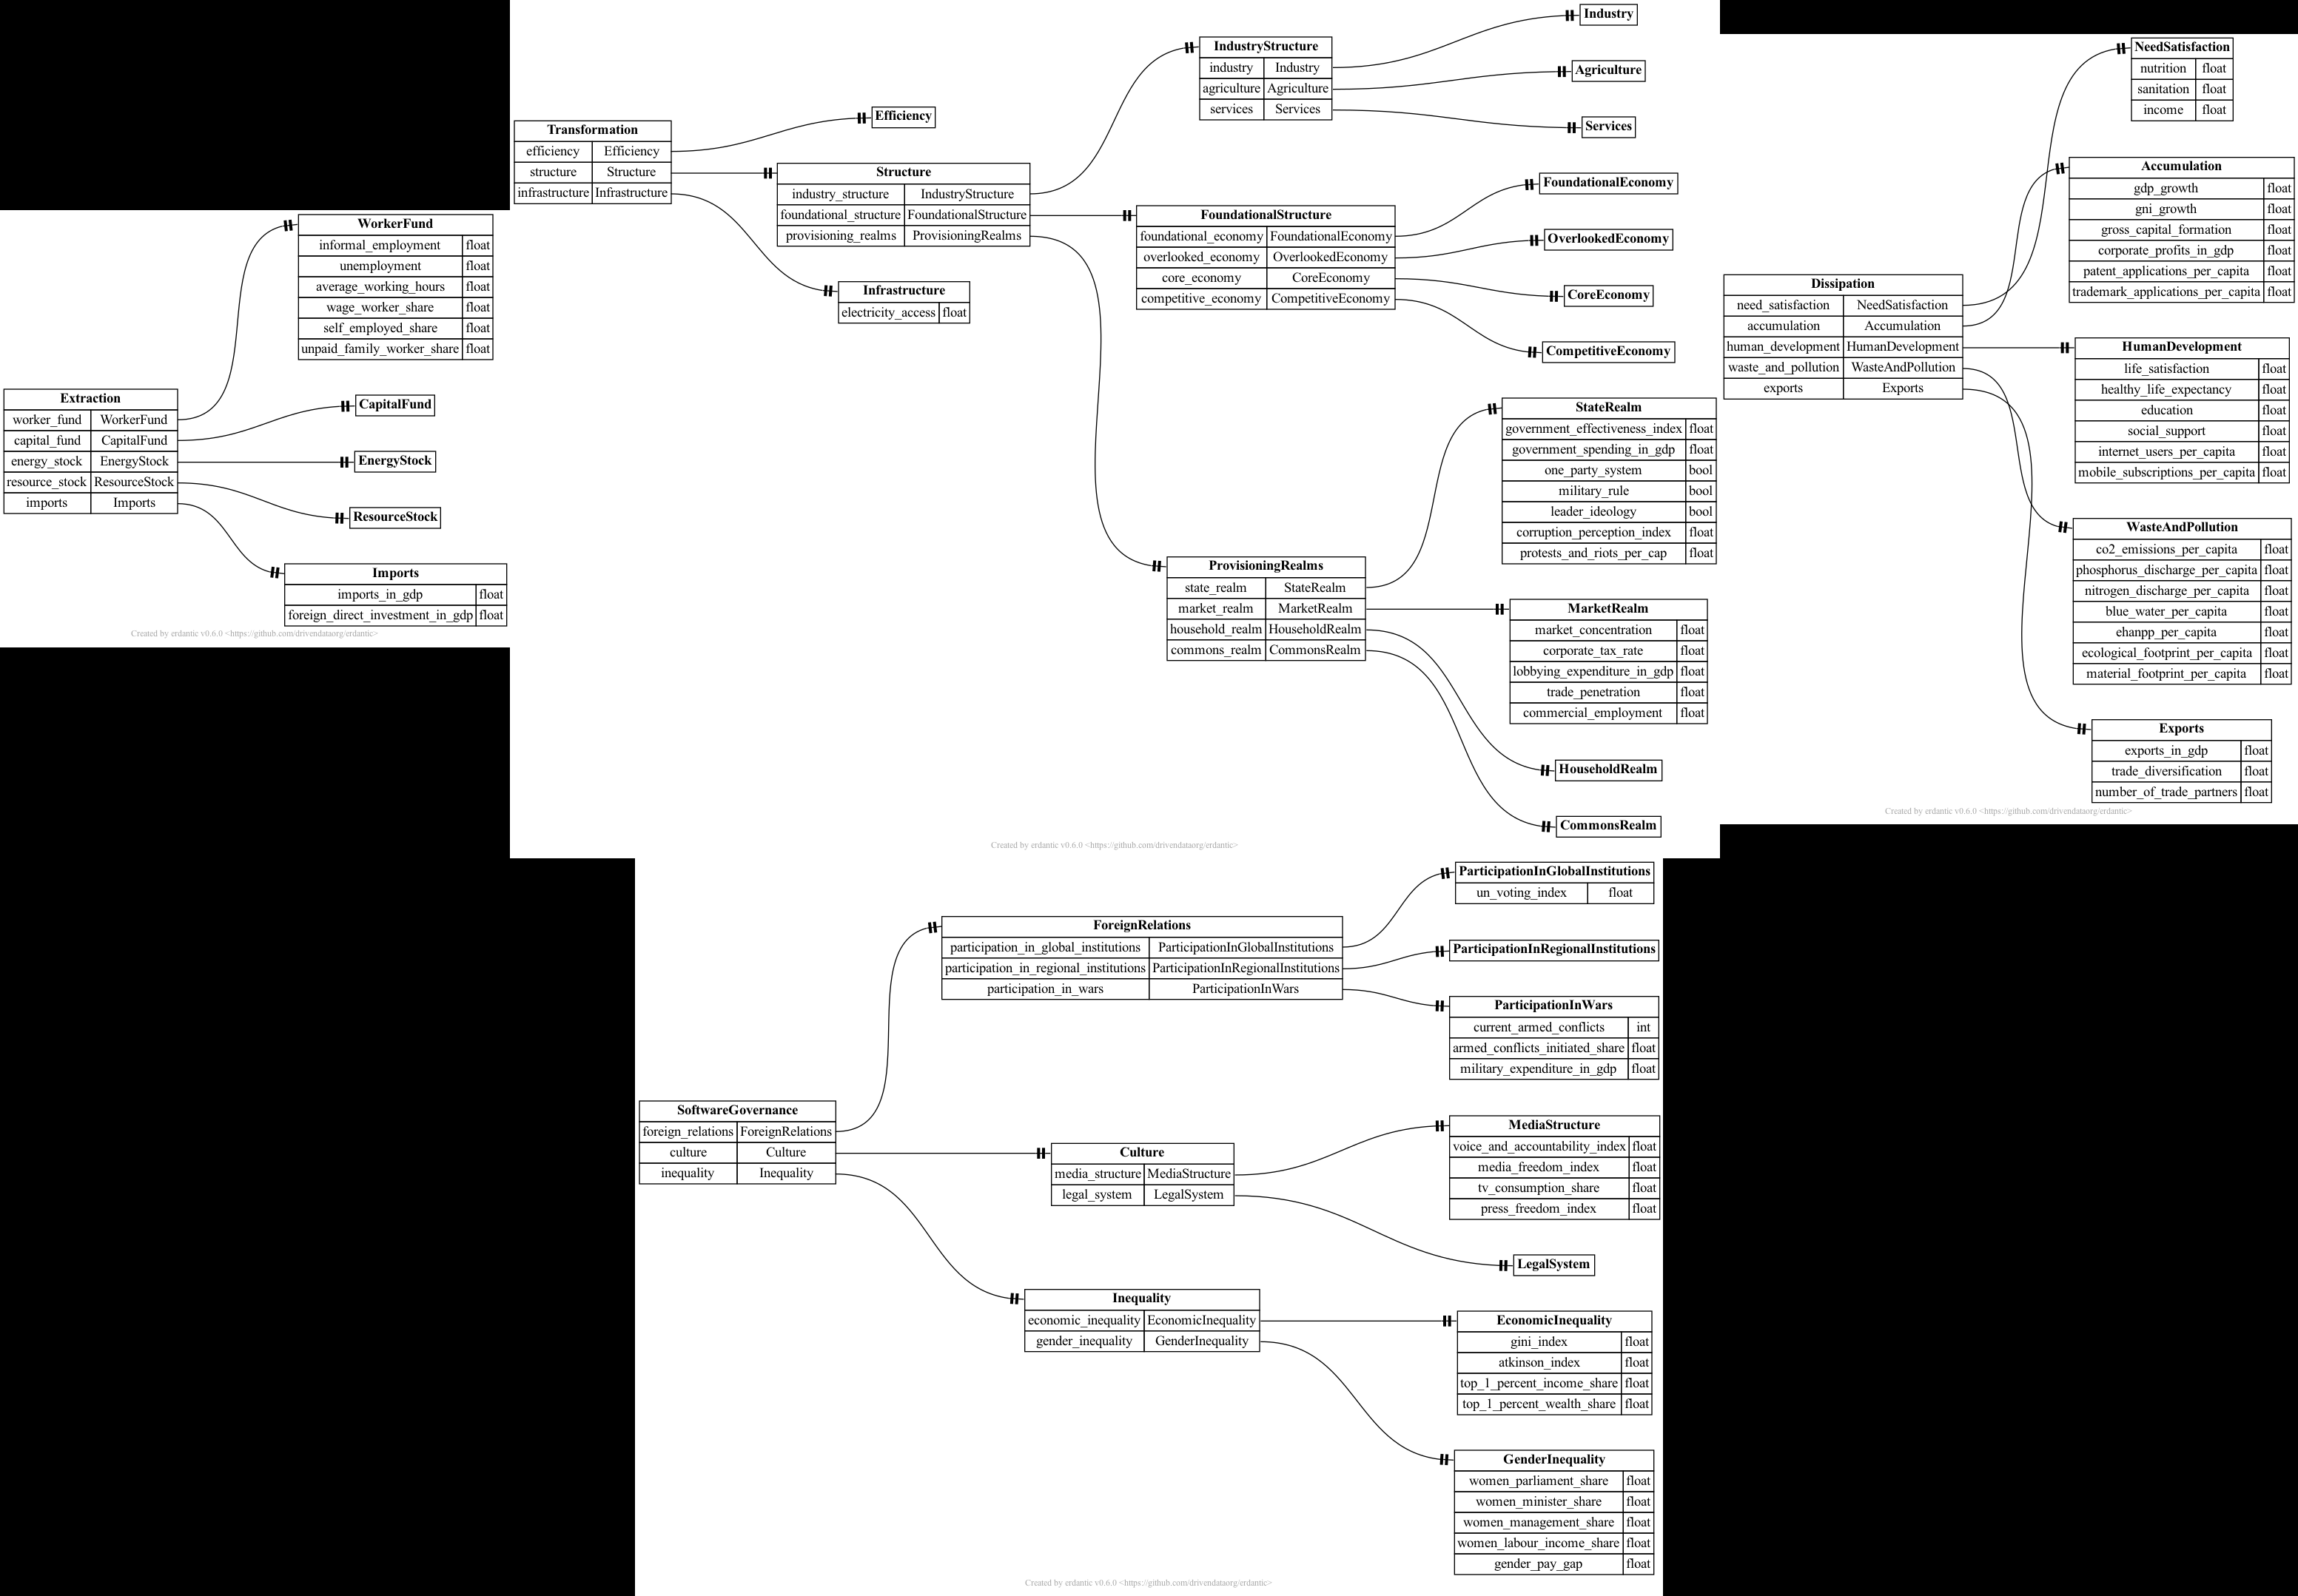 Extraction
worker_fund WorkerFund
capital_fund CapitalFund
energy_stock EnergyStock
resource_stock ResourceStock
imports Imports
WorkerFund
informal_employment float
unemployment float
average_working_hours float
wage_worker_share float
self_employed_share float
unpaid_family_worker_share float
CapitalFund
EnergyStock
ResourceStock
Imports
imports_in_gdp float
foreign_direct_investment_in_gdp float
Created by erdantic v0.6.0 <https://github.com/drivendataorg/erdantic>
Transformation
efficiency Efficiency
structure Structure
infrastructure Infrastructure
Efficiency
Structure
industry_structure IndustryStructure
foundational_structure FoundationalStructure
provisioning_realms ProvisioningRealms
Infrastructure
electricity_access float
IndustryStructure
industry Industry
agriculture Agriculture
services Services
FoundationalStructure
foundational_economy FoundationalEconomy
overlooked_economy OverlookedEconomy
core_economy CoreEconomy
competitive_economy CompetitiveEconomy
ProvisioningRealms
state_realm StateRealm
market_realm MarketRealm
household_realm HouseholdRealm
commons_realm CommonsRealm
Industry
Agriculture
Services
FoundationalEconomy
OverlookedEconomy
CoreEconomy
CompetitiveEconomy
StateRealm
government_effectiveness_index float
government_spending_in_gdp float
one_party_system bool
military_rule bool
leader_ideology bool
corruption_perception_index float
protests_and_riots_per_cap float
MarketRealm
market_concentration float
corporate_tax_rate float
lobbying_expenditure_in_gdp float
trade_penetration float
commercial_employment float
HouseholdRealm
CommonsRealm
Created by erdantic v0.6.0 <https://github.com/drivendataorg/erdantic>
Dissipation
need_satisfaction NeedSatisfaction
accumulation Accumulation
human_development HumanDevelopment
waste_and_pollution WasteAndPollution
exports Exports
NeedSatisfaction
nutrition float
sanitation float
income float
Accumulation
gdp_growth float
gni_growth float
gross_capital_formation float
corporate_profits_in_gdp float
patent_applications_per_capita float
trademark_applications_per_capita float
HumanDevelopment
life_satisfaction float
healthy_life_expectancy float
education float
social_support float
internet_users_per_capita float
mobile_subscriptions_per_capita float
WasteAndPollution
co2_emissions_per_capita float
phosphorus_discharge_per_capita float
nitrogen_discharge_per_capita float
blue_water_per_capita float
ehanpp_per_capita float
ecological_footprint_per_capita float
material_footprint_per_capita float
Exports
exports_in_gdp float
trade_diversification float
number_of_trade_partners float
Created by erdantic v0.6.0 <https://github.com/drivendataorg/erdantic>
SoftwareGovernance
foreign_relations ForeignRelations
culture Culture
inequality Inequality
ForeignRelations
participation_in_global_institutions ParticipationInGlobalInstitutions
participation_in_regional_institutions ParticipationInRegionalInstitutions
participation_in_wars ParticipationInWars
Culture
media_structure MediaStructure
legal_system LegalSystem
Inequality
economic_inequality EconomicInequality
gender_inequality GenderInequality
ParticipationInGlobalInstitutions
un_voting_index float
ParticipationInRegionalInstitutions
ParticipationInWars
current_armed_conflicts int
armed_conflicts_initiated_share float
military_expenditure_in_gdp float
MediaStructure
voice_and_accountability_index float
media_freedom_index float
tv_consumption_share float
press_freedom_index float
LegalSystem
EconomicInequality
gini_index float
atkinson_index float
top_1_percent_income_share float
top_1_percent_wealth_share float
GenderInequality
women_parliament_share float
women_minister_share float
women_management_share float
women_labour_income_share float
gender_pay_gap float
Created by erdantic v0.6.0 <https://github.com/drivendataorg/erdantic>